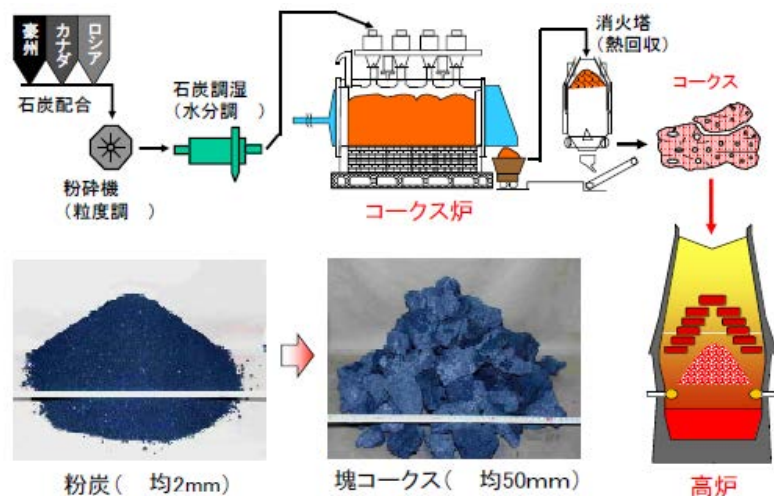 豪州
カナダ
ロシア
石炭配合
粉砕機
(粒度調 )
石炭調湿
(水分調 )
コークス炉
消火塔
(熱回収)
コークス
高炉
粉炭( 均2mm)
塊コークス( 均50mm)